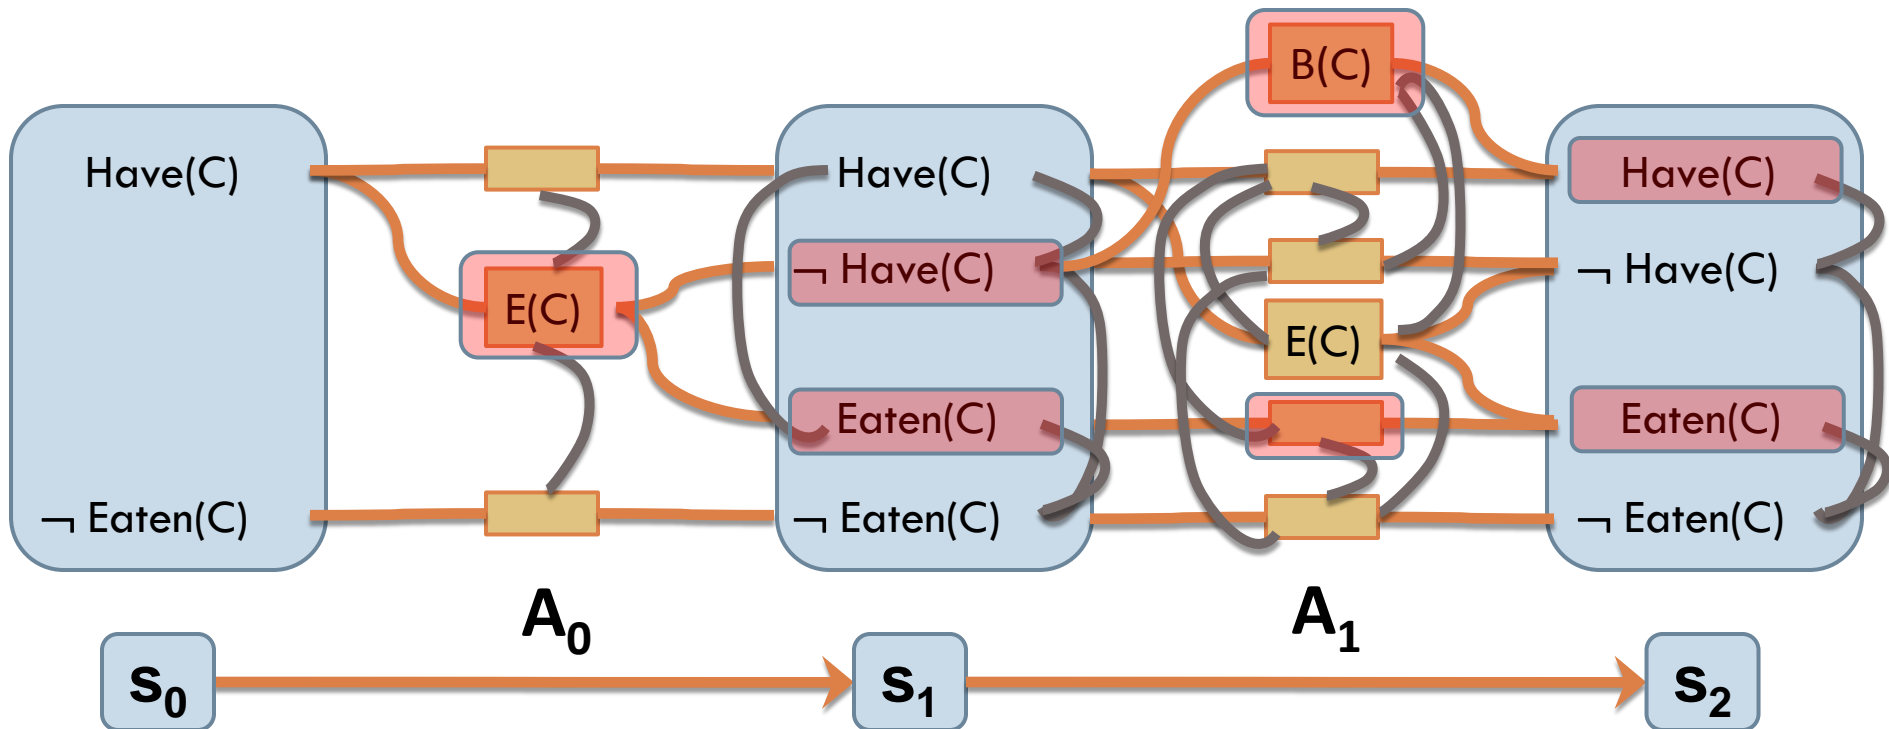 B(C)
Have(C) Have(C) Have(C)
¬ Have(C) ¬ Have(C)
E(C)
E(C)
Eaten(C) Eaten(C)
¬ Eaten(C) ¬ Eaten(C) ¬ Eaten(C)
A₀ A₁
s₀ s₁ s₂